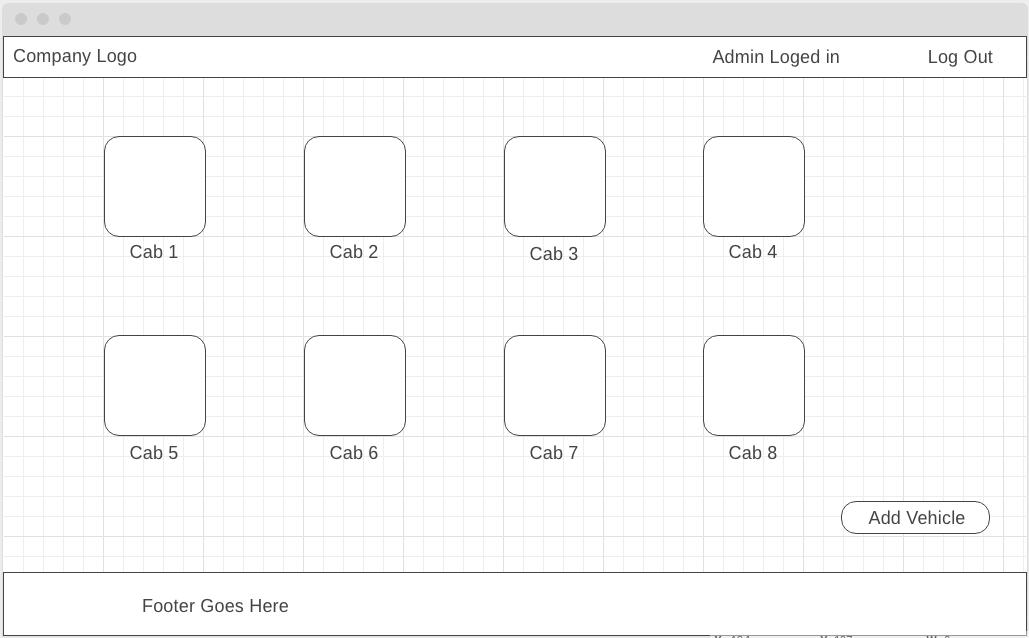 Company Logo
Admin Loged in
Log Out
Cab 1
Cab 2
Cab 3
Cab 4
Cab 5
Cab 6
Cab 7
Cab 8
Add Vehicle
Footer Goes Here